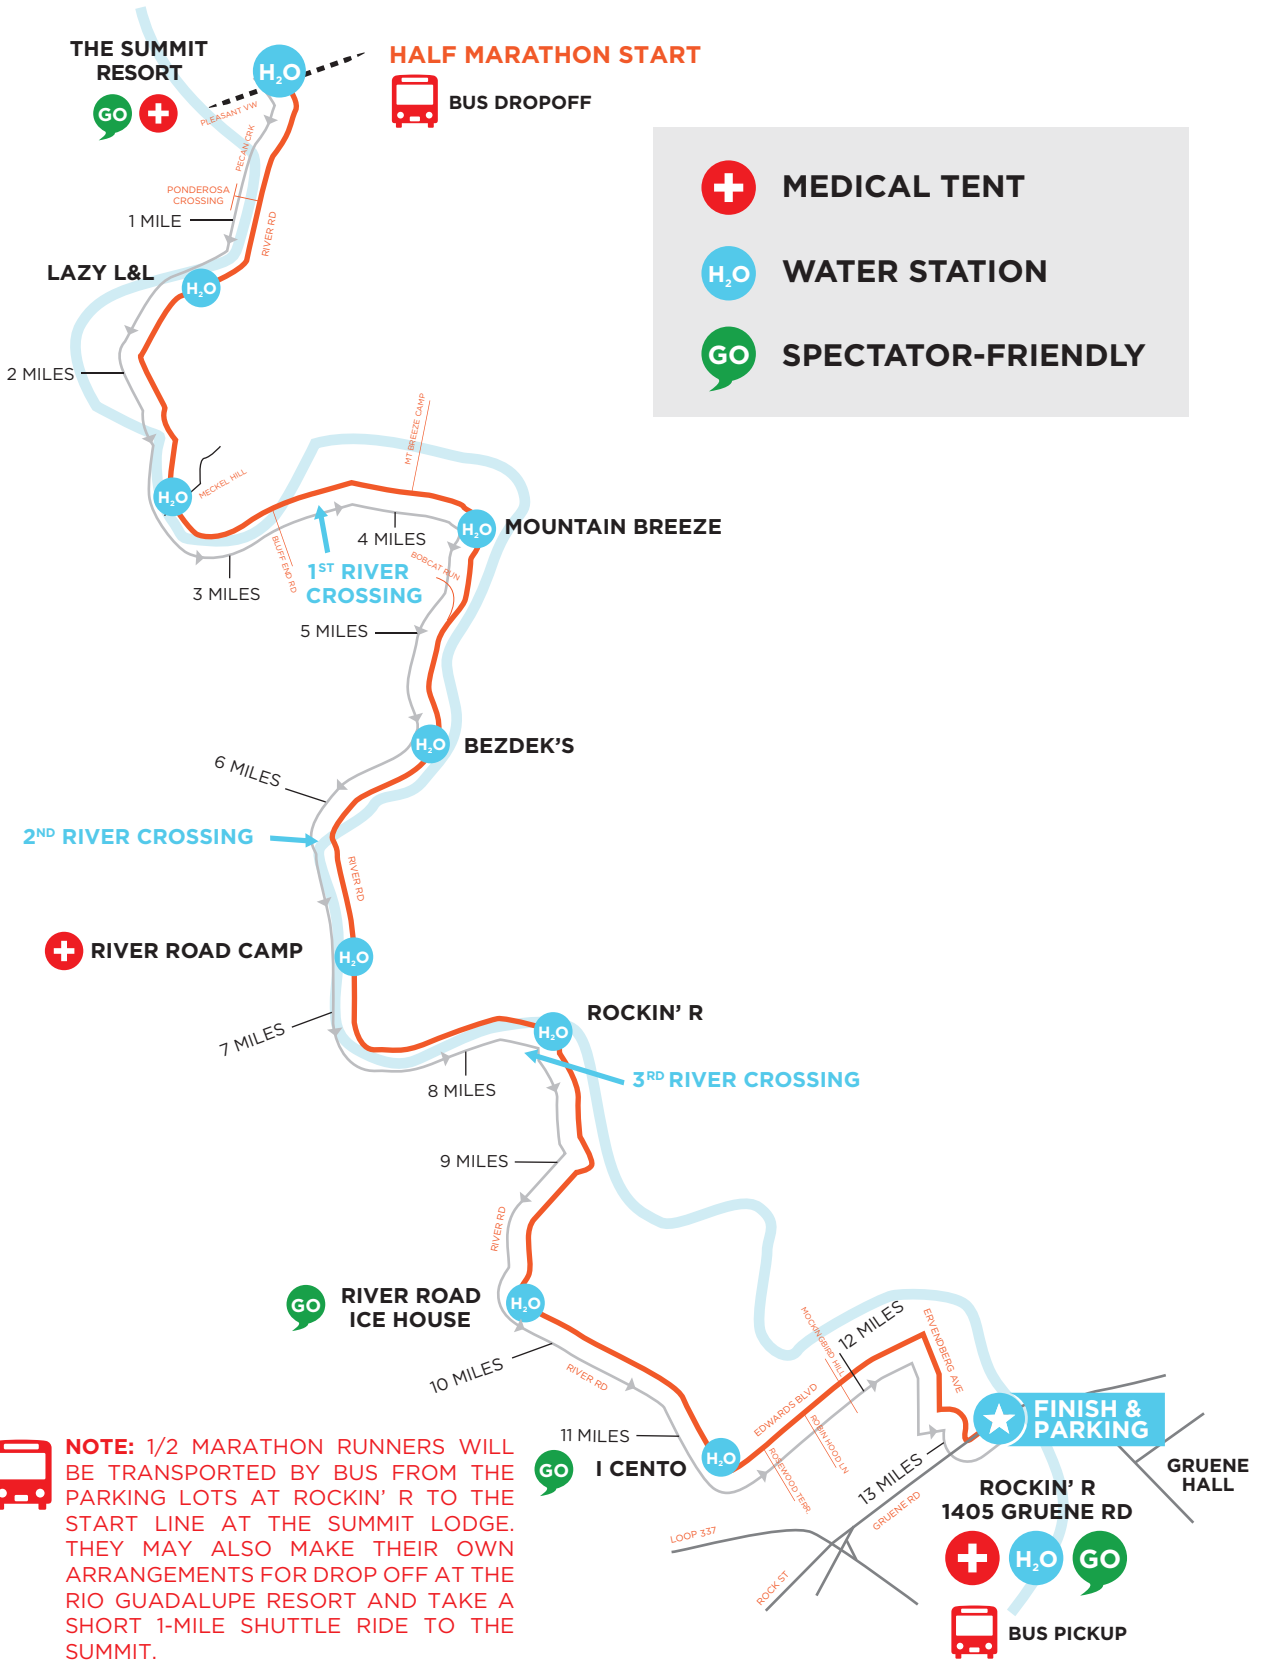 THE SUMMIT
RESORT
GO
H2O
HALF MARATHON START
BUS DROPOFF
PLEASANT VW
PECAN CRK
PONDEROSA
CROSSING
RIVER RD
1 MILE
MEDICAL TENT
H2O
WATER STATION
GO
SPECTATOR-FRIENDLY
LAZY L&L
H2O
2 MILES
MT BREEZE CAMP
H2O
MECKEL HILL
H2O
MOUNTAIN BREEZE
4 MILES
BLUFF END RD
BOBCAT RUN
1ST RIVER
CROSSING
3 MILES
5 MILES
H2O
BEZDEK’S
6 MILES
2ND RIVER CROSSING
RIVER RD
RIVER ROAD CAMP
H2O
ROCKIN’ R
H2O
7 MILES
3RD RIVER CROSSING
8 MILES
9 MILES
RIVER RD
GO
RIVER ROAD
ICE HOUSE
H2O
10 MILES
RIVER RD
MOCKINGBIRD HILL
12 MILES
ERVENDBERG AVE
EDWARDS BLVD
ROBIN HOOD LN
ROSEWOOD TERR.
FINISH &
PARKING
11 MILES
GO
I CENTO
H2O
13 MILES
GRUENE RD
GRUENE
HALL
ROCKIN’ R
1405 GRUENE RD
LOOP 337
ROCK ST
H2O
GO
BUS PICKUP
NOTE: 1/2 MARATHON RUNNERS WILL
BE TRANSPORTED BY BUS FROM THE
PARKING LOTS AT ROCKIN’ R TO THE
START LINE AT THE SUMMIT LODGE.
THEY MAY ALSO MAKE THEIR OWN
ARRANGEMENTS FOR DROP OFF AT THE
RIO GUADALUPE RESORT AND TAKE A
SHORT 1-MILE SHUTTLE RIDE TO THE
SUMMIT.